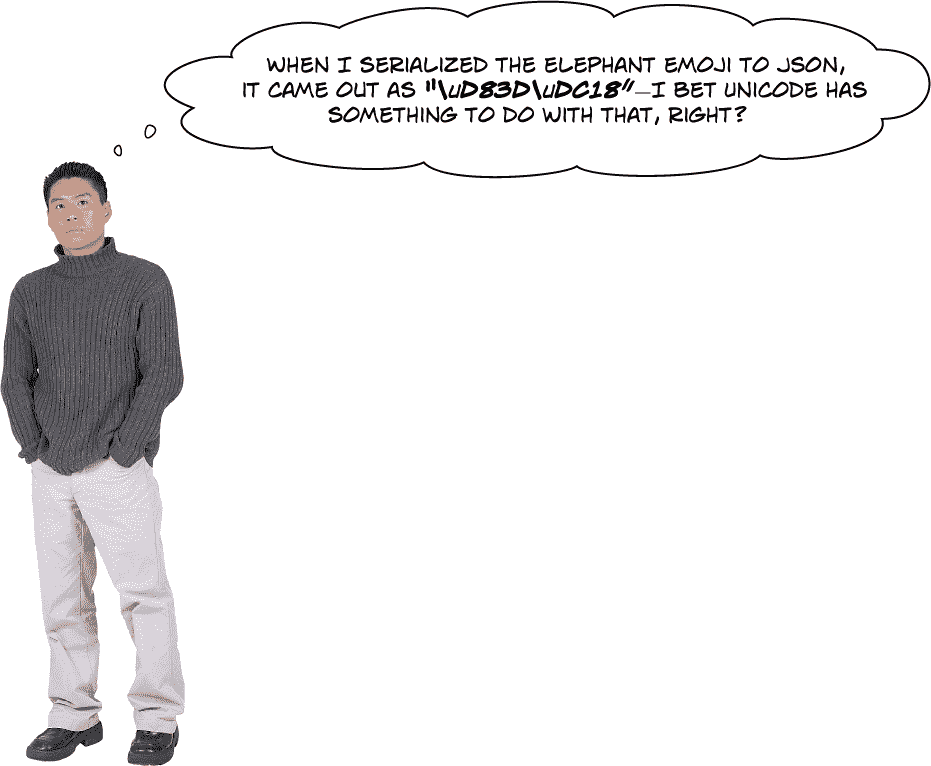 WHEN I SERIALIZED THE ELEPHANT EMOJI TO JSON,
IT CAME OUT AS "\uD83D\uDC18"—I BET UNICODE HAS
SOMETHING TO DO WITH THAT, RIGHT?